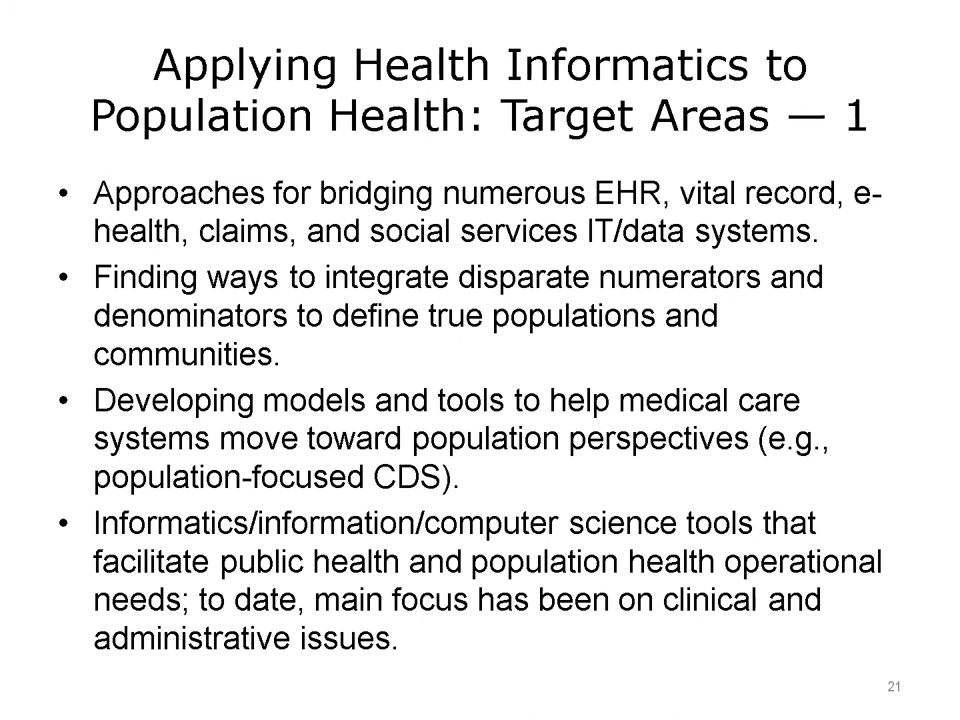 Applying Health Informatics to
Population Health: Target Areas — 1
• Approaches for bridging numerous EHR, vital record, e-
health, claims, and social services IT/data systems.
• Finding ways to integrate disparate numerators and
denominators to define true populations and
communities.
• Developing models and tools to help medical care
systems move toward population perspectives (e.g.,
population-focused CDS).
• Informatics/information/computer science tools that
facilitate public health and population health operational
needs; to date, main focus has been on clinical and
administrative issues.
21